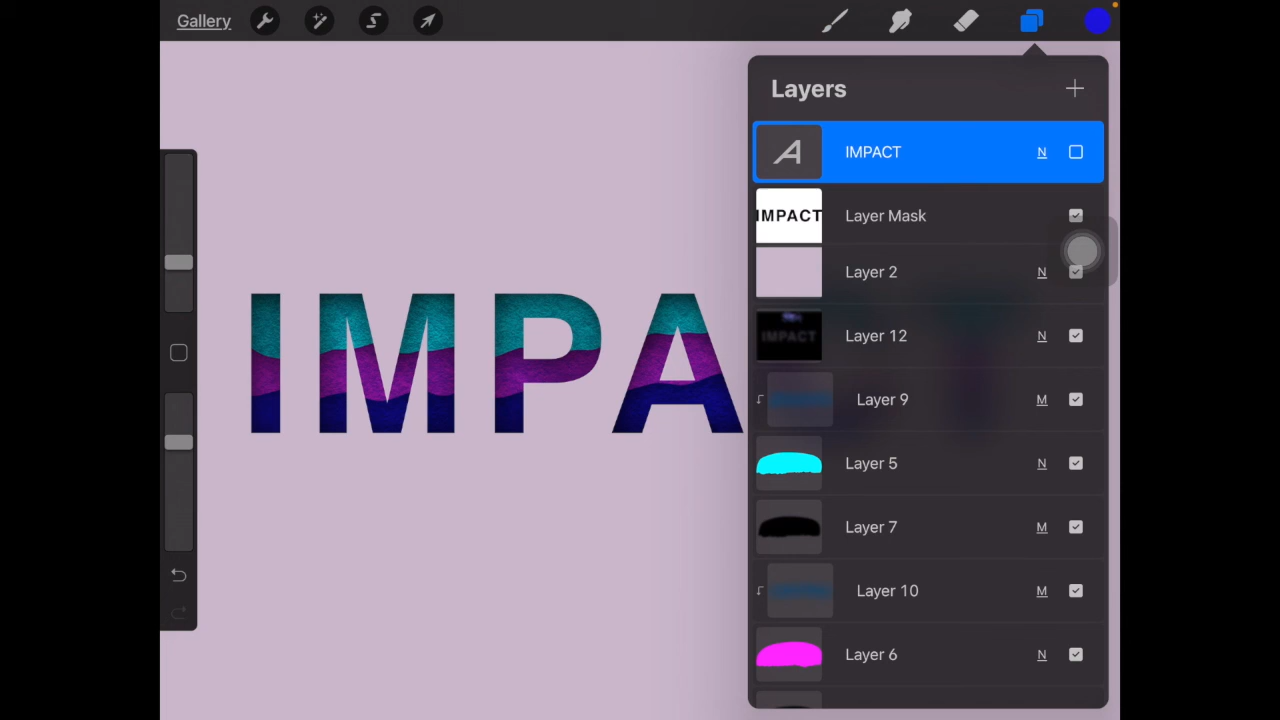 Gallery
Layers
IMPACT N
IMPACT Layer Mask
Layer 2 N
IMPACT Layer 12 N
Layer 9 M
Layer 5 N
Layer 7 M
Layer 10 M
Layer 6 N
IMPA